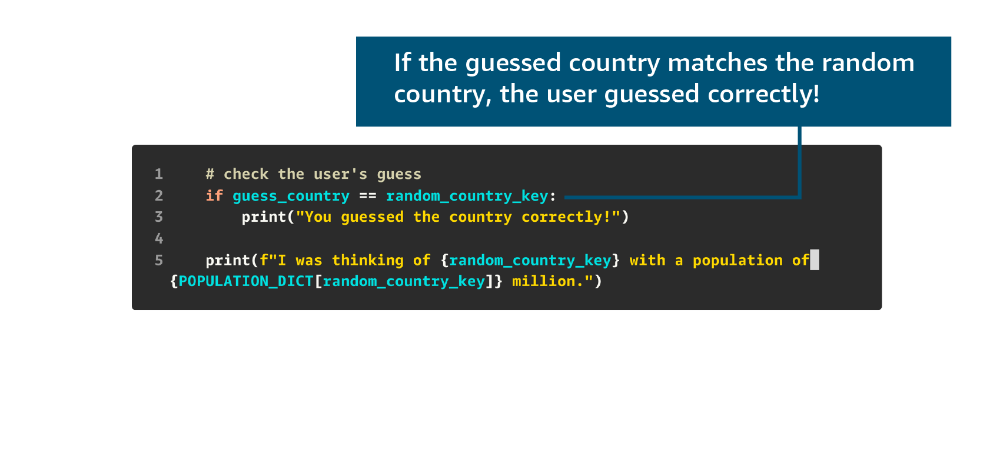 If the guessed country matches the random
country, the user guessed correctly!
1    # check the user's guess
2    if guess_country == random_country_key:
3        print("You guessed the country correctly!")
4
5    print(f"I was thinking of {random_country_key} with a population of
{POPULATION_DICT[random_country_key]} million.")